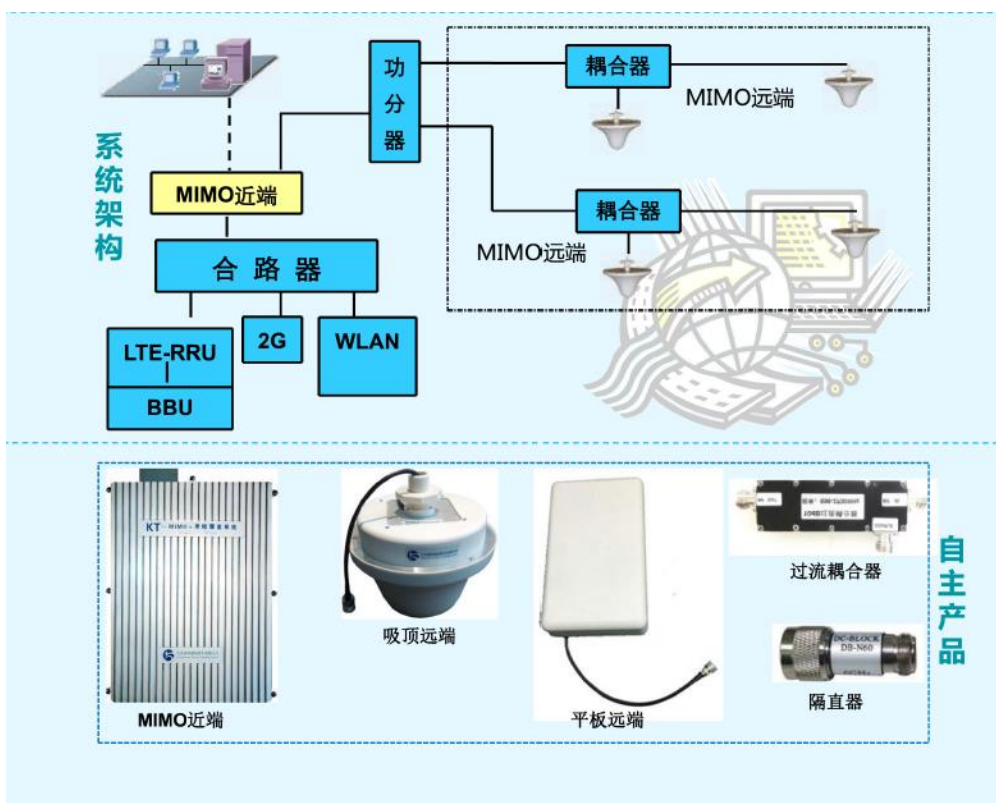 系统架构
功分器
耦合器
MIMO远端
MIMO近端
耦合器
MIMO远端
合路器
LTE-RRU
BBU
2G
WLAN
自主产品
KT-MIMO-
DC-BLOCK
DB-N60
过流耦合器
吸顶远端
隔直器
MIMO近端
平板远端